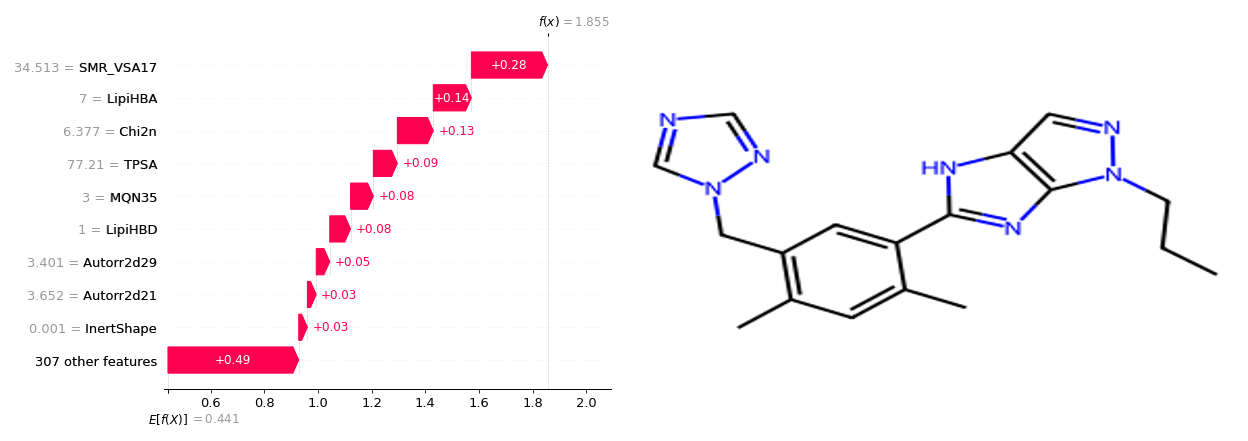 f(x) = 1.855
34.513 = SMR_VSA17
+0.28
7 = LipiHBA
+0.14
6.377 = Chi2n
+0.13
77.21 = TPSA
+0.09
3 = MQN35
+0.08
1 = LipiHBD
+0.08
3.401 = Autorr2d29
+0.05
3.652 = Autorr2d21
+0.03
0.001 = InertShape
+0.03
307 other features
+0.49
0.6 0.8 1.0 1.2 1.4 1.6 1.8 2.0
E[f(X)] = 0.441
N
N
N
HN
N
N
N